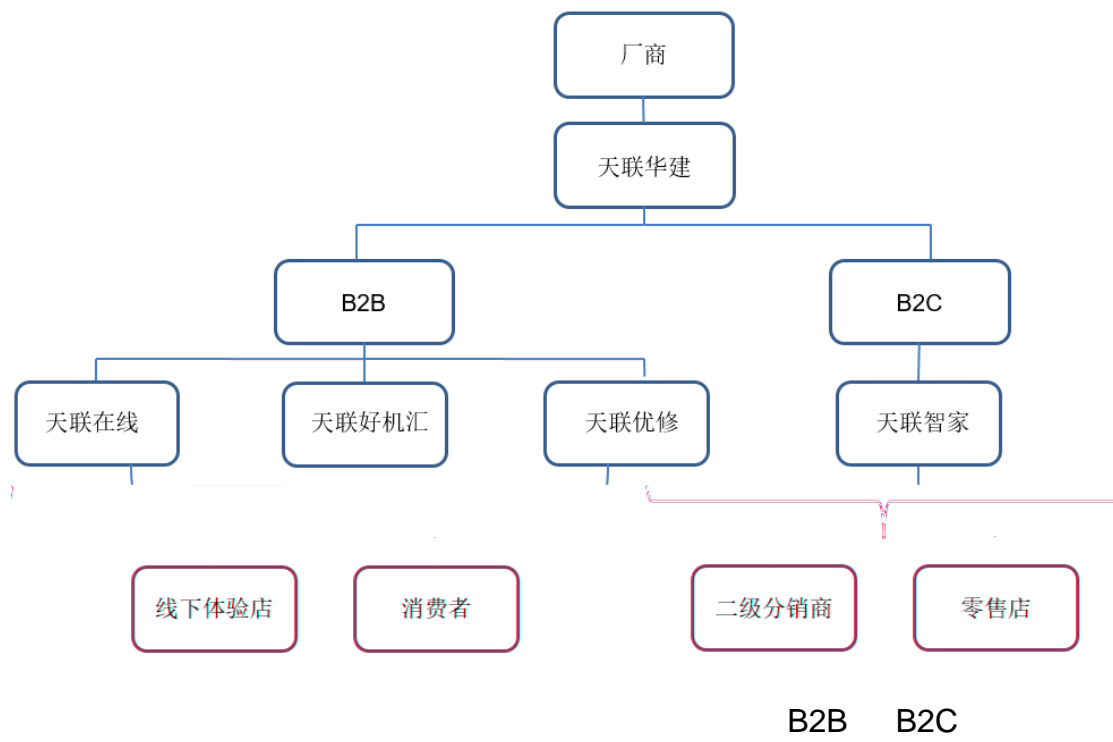 厂商
天联华建
B2B
B2C
天联在线
天联好机汇
天联优修
天联智家
线下体验店
消费者
二级分销商
零售店
B2B B2C